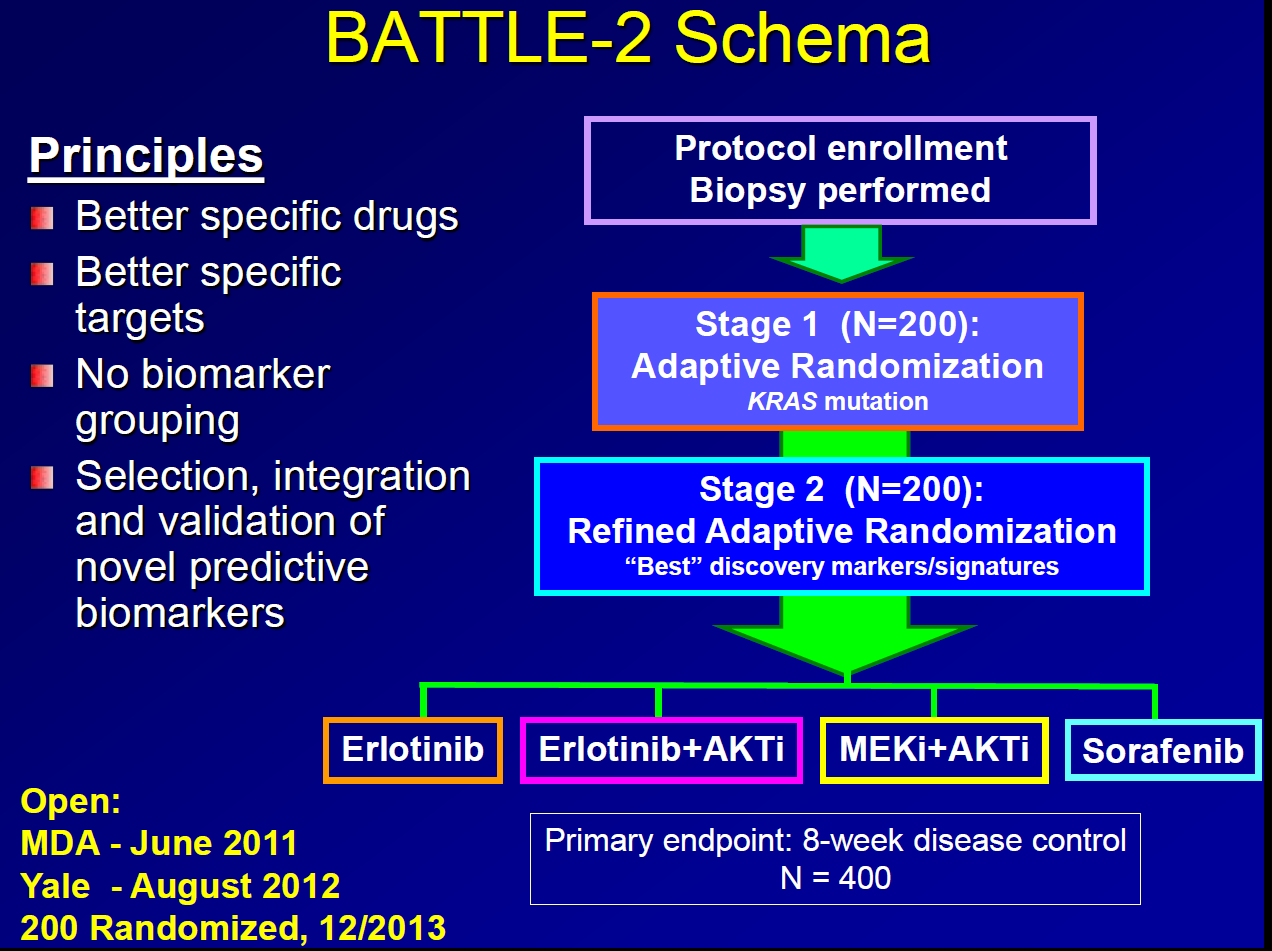 BATTLE-2 Schema
Principles
Better specific drugs
Better specific
targets
No biomarker
grouping
Selection, integration
and validation of
novel predictive
biomarkers
Protocol enrollment
Biopsy performed
Stage 1 (N=200):
Adaptive Randomization
KRAS mutation
Stage 2 (N=200):
Refined Adaptive Randomization
“Best” discovery markers/signatures
Erlotinib
Erlotinib+AKTi
MEKi+AKTi
Sorafenib
Primary endpoint: 8-week disease control
N = 400
Open:
MDA - June 2011
Yale - August 2012
200 Randomized, 12/2013